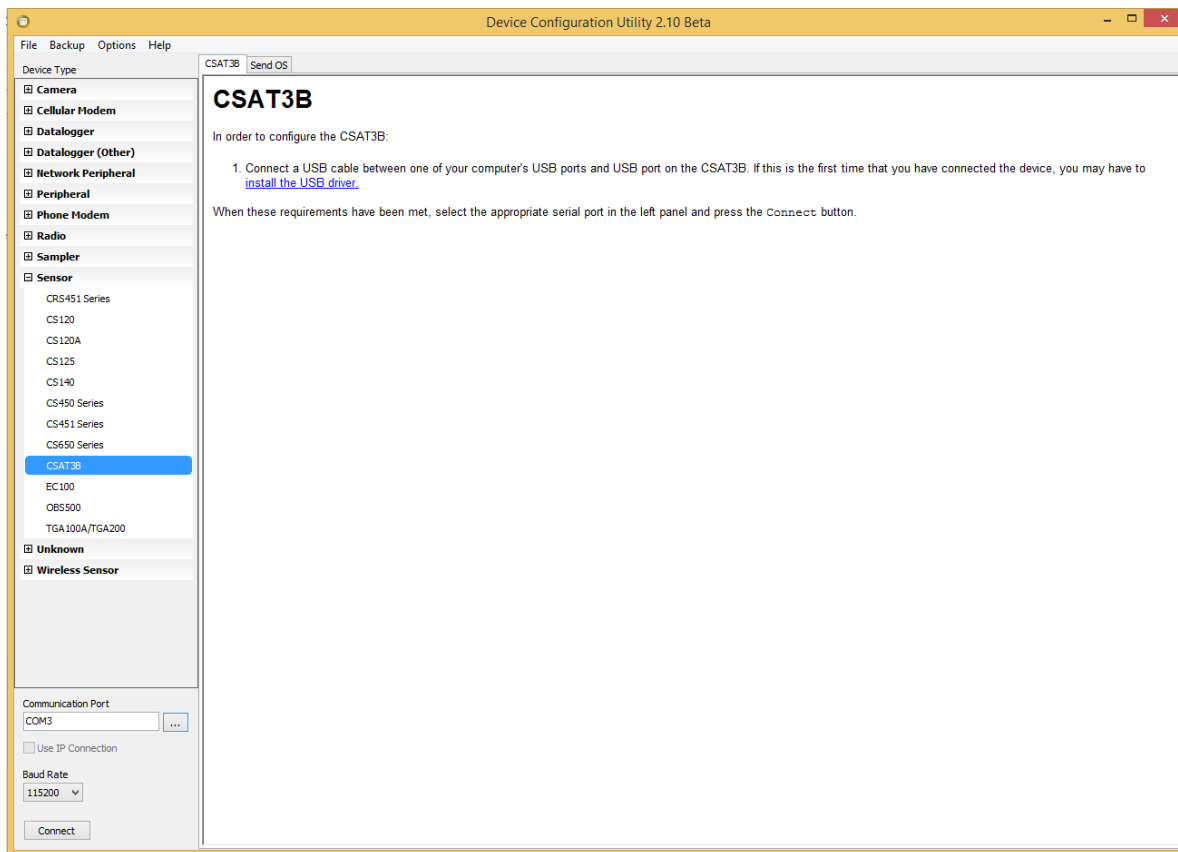 Device Configuration Utility 2.10 Beta
File Backup Options Help
Device Type
Camera
Cellular Modem
Datalogger
Datalogger (Other)
Network Peripheral
Peripheral
Phone Modem
Radio
Sampler
Sensor
CRS451 Series
CS120
CS120A
CS125
CS140
CS450 Series
CS451 Series
CS650 Series
CSAT3B
EC100
OBS500
TGA100A/TGA200
Unknown
Wireless Sensor
Communication Port
COM3
...
Use IP Connection
Baud Rate
115200
Connect
CSAT3B Send OS
CSAT3B
In order to configure the CSAT3B:
1. Connect a USB cable between one of your computer's USB ports and USB port on the CSAT3B. If this is the first time that you have connected the device, you may have to
install the USB driver.
When these requirements have been met, select the appropriate serial port in the left panel and press the Connect button.